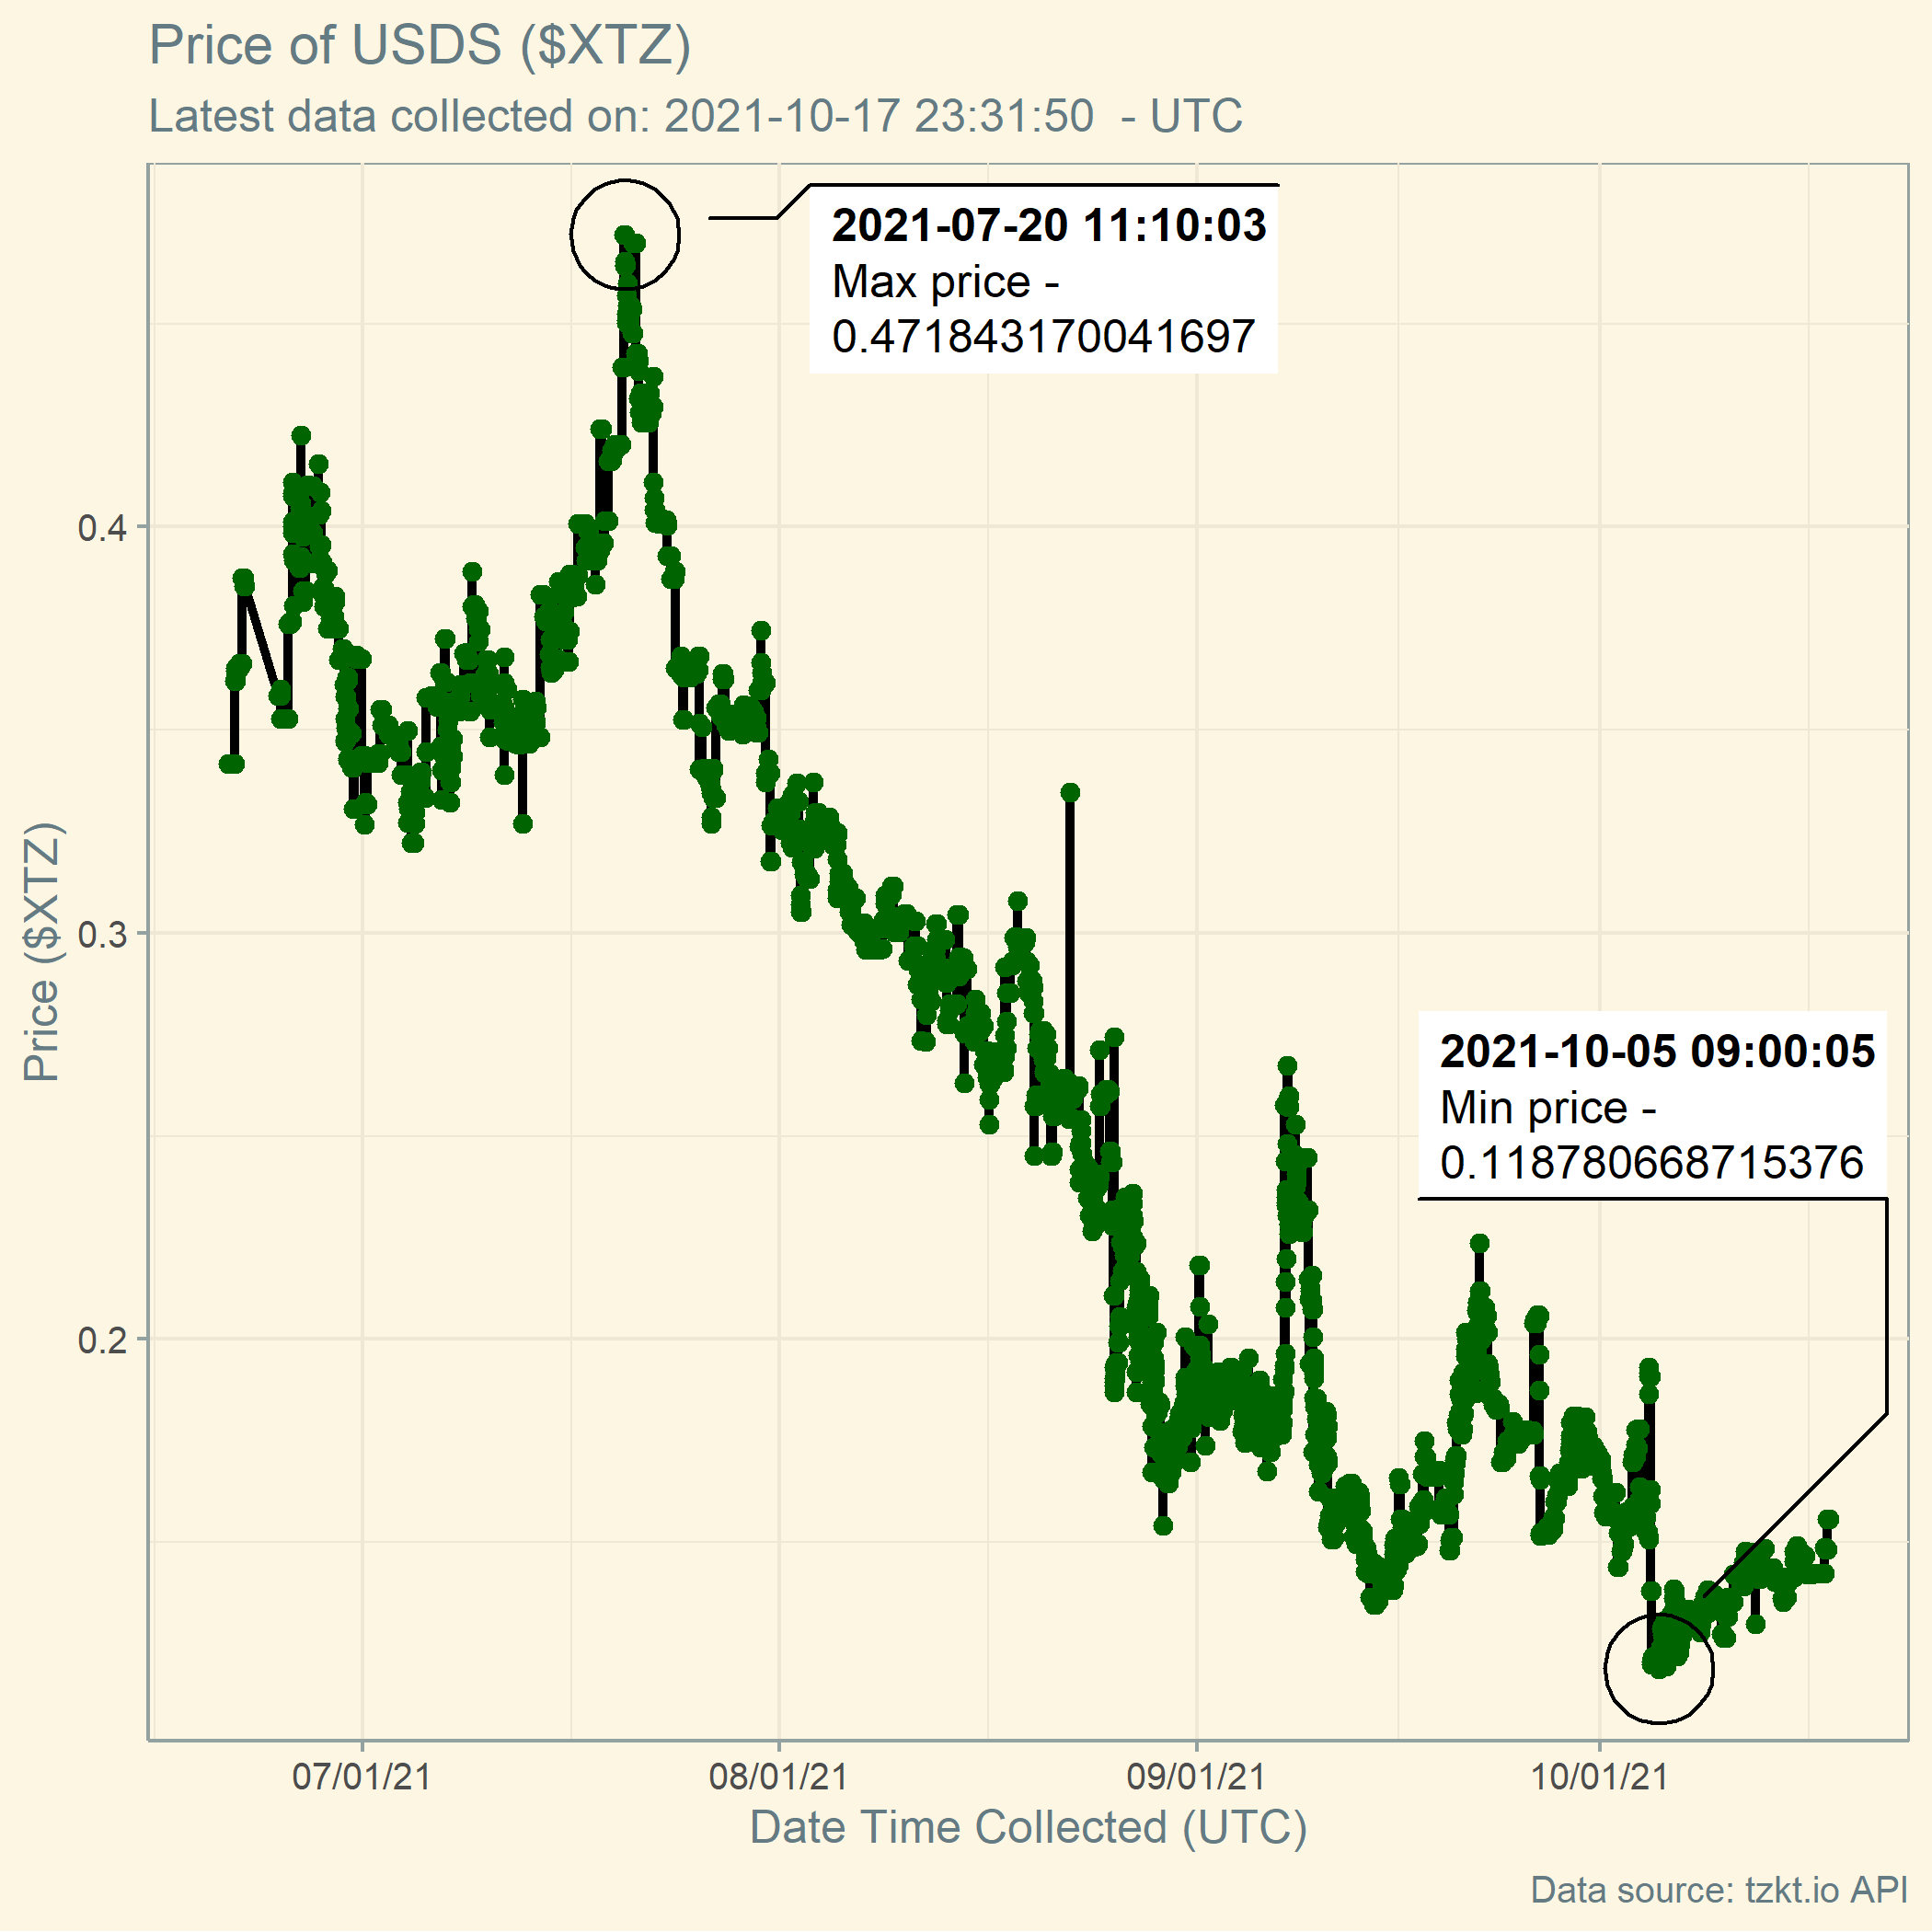 Price of USDS ($XTZ)
Latest data collected on: 2021-10-17 23:31:50  - UTC
2021-07-20 11:10:03
Max price -
0.471843170041697
0.4
0.3
0.2
Price ($XTZ)
2021-10-05 09:00:05
Min price -
0.118780668715376
07/01/21
08/01/21
09/01/21
10/01/21
Date Time Collected (UTC)
Data source: tzkt.io API